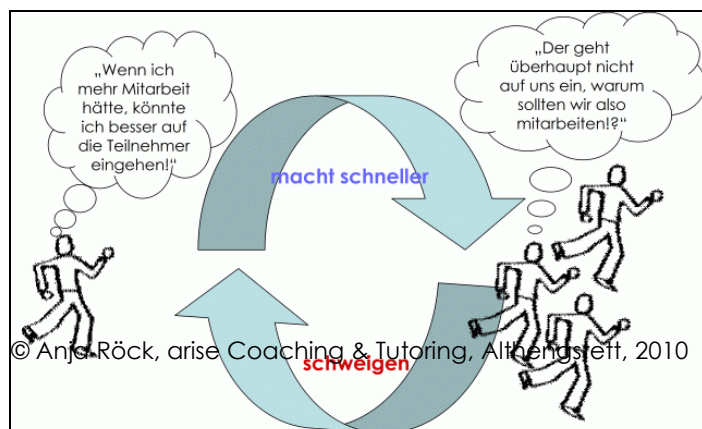 „Wenn ich
mehr Mitarbeit
hätte, könnte
ich besser auf
die Teilnehmer
eingehen!“
„Der geht
überhaupt nicht
auf uns ein, warum
sollten wir also
mitarbeiten!?“
macht schneller
© Anja Röck, arise Coaching & Tutoring, Althengstett, 2010
schweigen